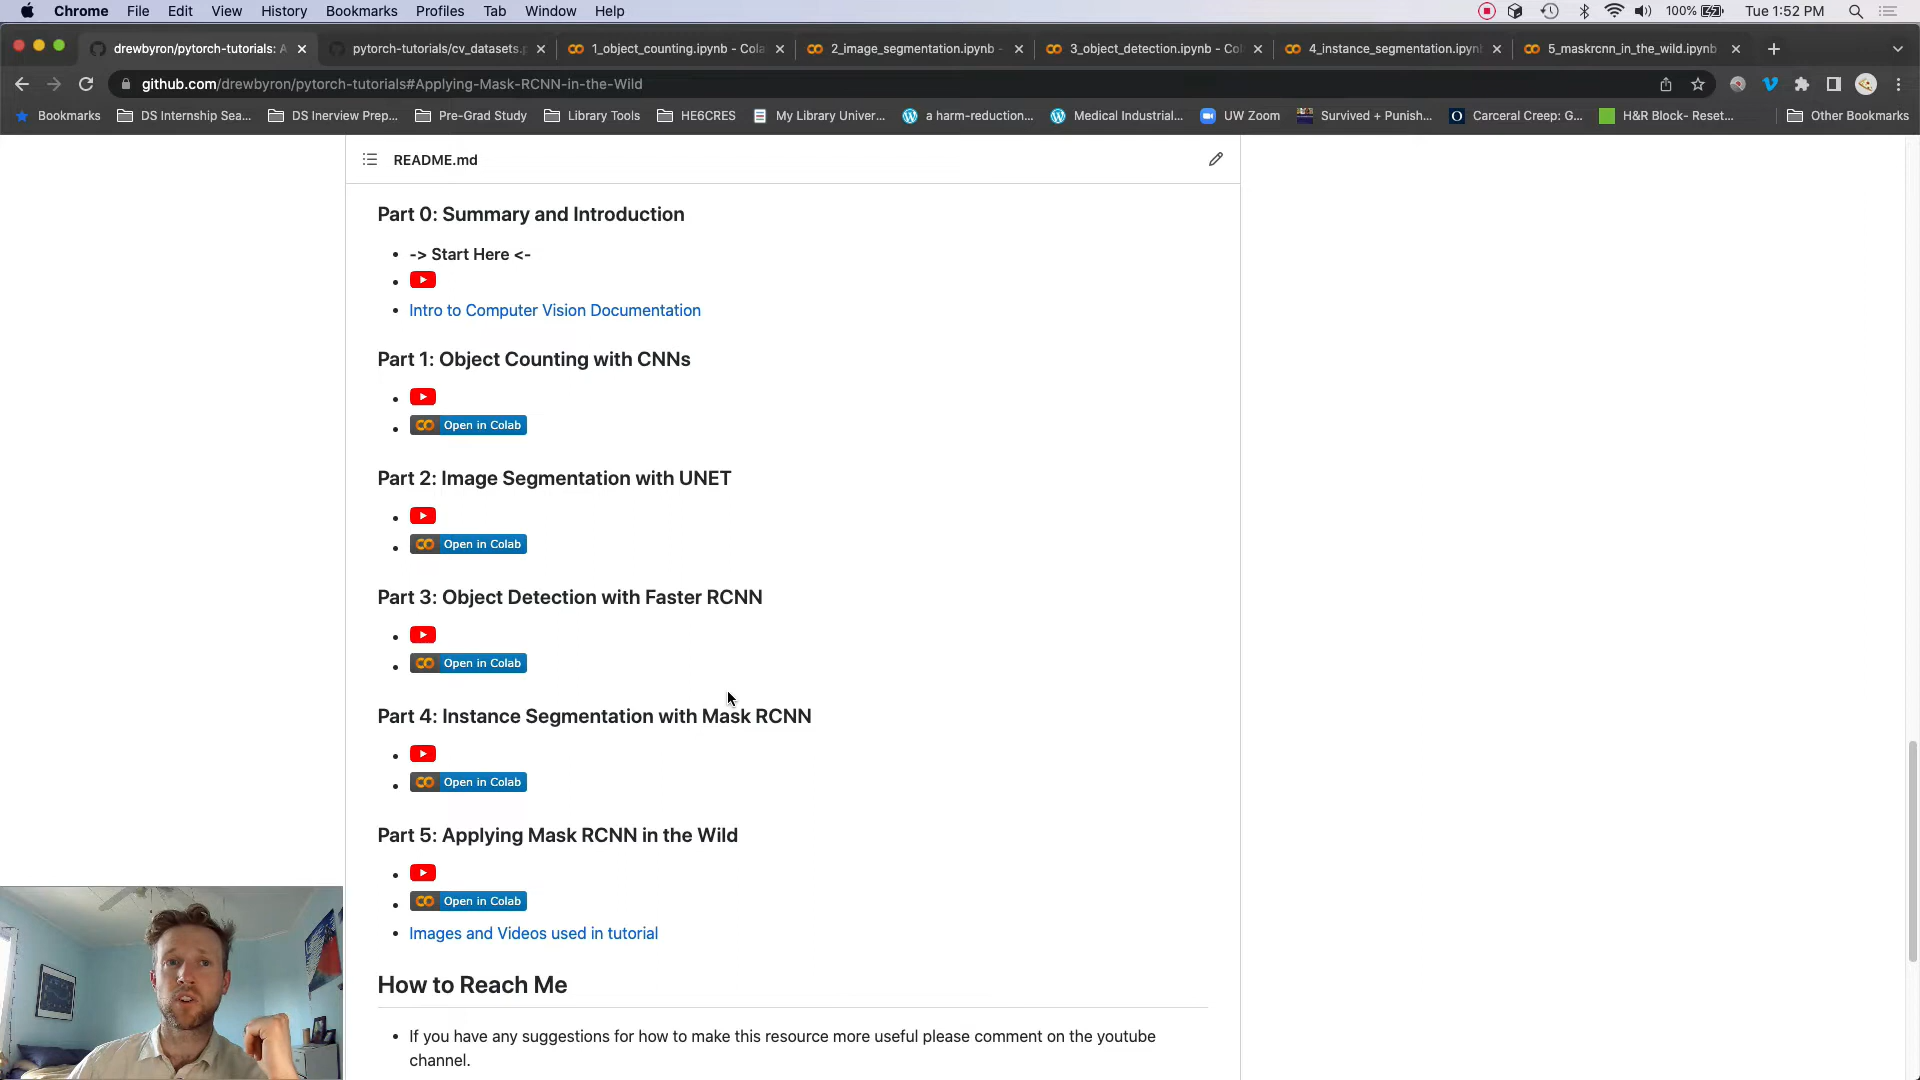 Chrome File Edit View History Bookmarks Profiles Tab Window Help 100% Tue 1:52 PM
drewbyron/pytorch-tutorials: A pytorch-tutorials/cv_datasets.p 1_object_counting.ipynb - Cola 2_image_segmentation.ipynb - 3_object_detection.ipynb - Col 4_instance_segmentation.ipynb 5_maskrcnn_in_the_wild.ipynb
github.com/drewbyron/pytorch-tutorials#Applying-Mask-RCNN-in-the-Wild
Bookmarks DS Internship Sea... DS Inerview Prep... Pre-Grad Study Library Tools HE6CRES My Library Univer... a harm-reduction... Medical Industrial... UW Zoom Survived + Punish... Carceral Creep: G... H&R Block- Reset... Other Bookmarks
README.md
Part 0: Summary and Introduction
• -> Start Here <-
•
• Intro to Computer Vision Documentation
Part 1: Object Counting with CNNs
•
• Open in Colab
Part 2: Image Segmentation with UNET
•
• Open in Colab
Part 3: Object Detection with Faster RCNN
•
• Open in Colab
Part 4: Instance Segmentation with Mask RCNN
•
• Open in Colab
Part 5: Applying Mask RCNN in the Wild
•
• Open in Colab
• Images and Videos used in tutorial
How to Reach Me
• If you have any suggestions for how to make this resource more useful please comment on the youtube
channel.